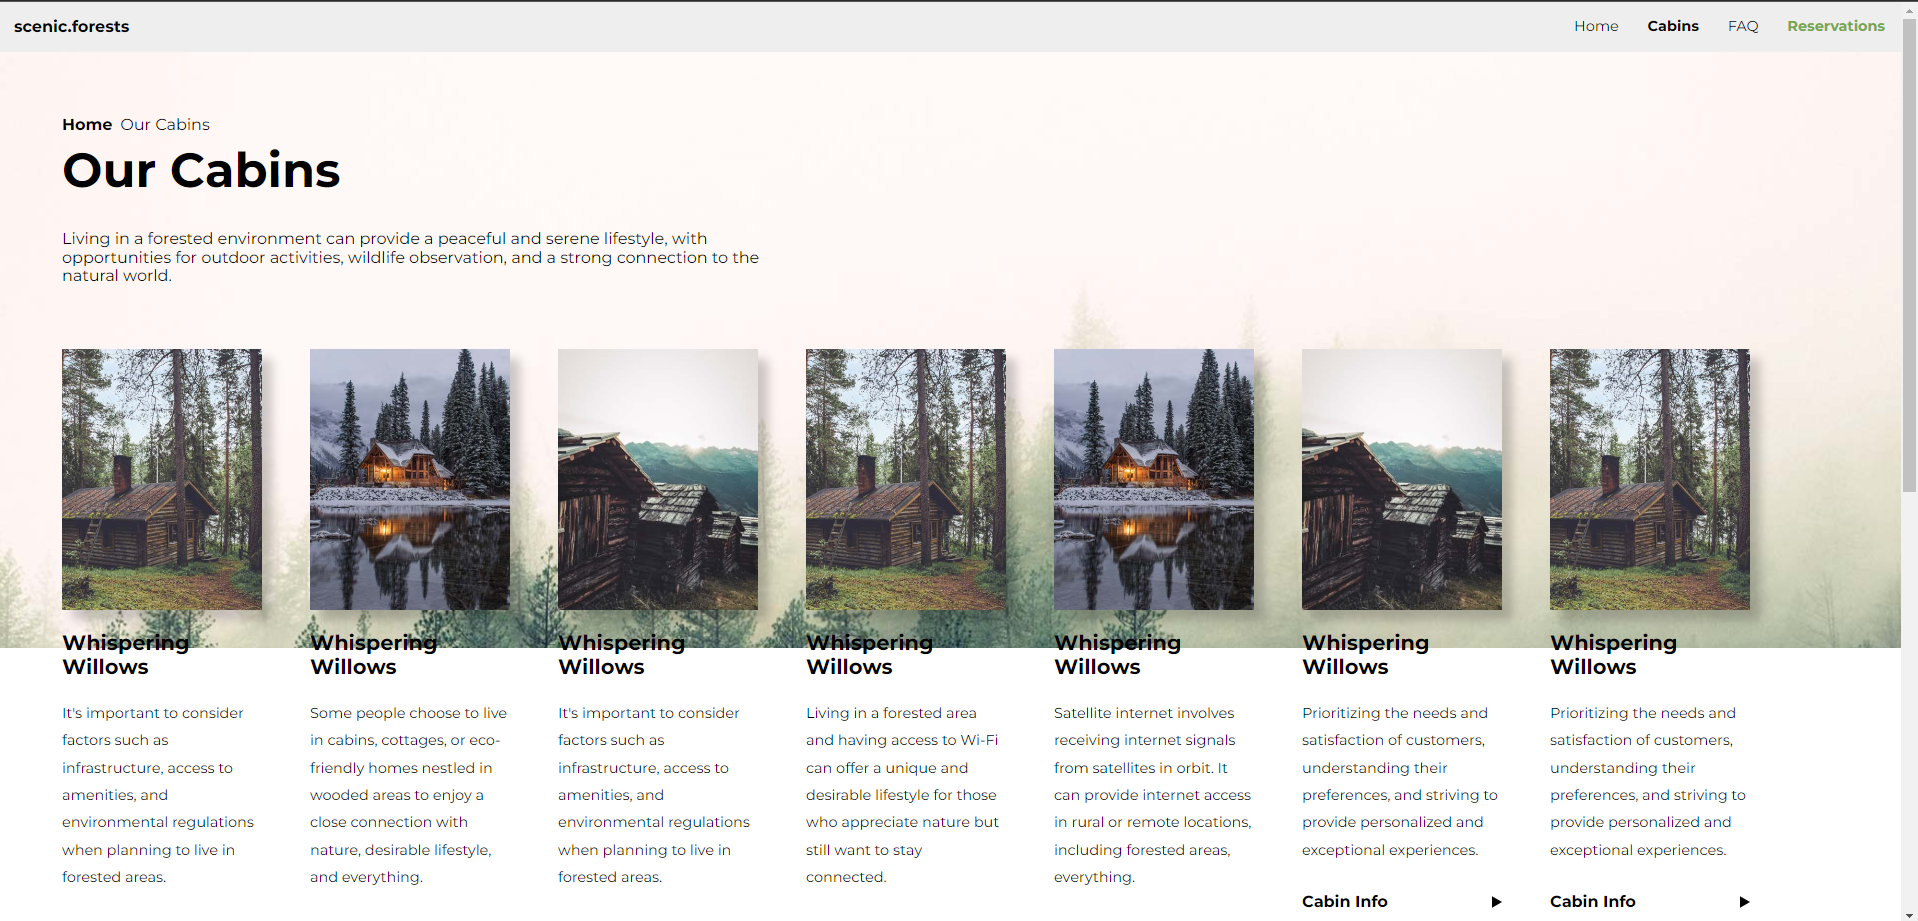 scenic.forests
Home Cabins FAQ Reservations
Home Our Cabins
Our Cabins
Living in a forested environment can provide a peaceful and serene lifestyle, with
opportunities for outdoor activities, wildlife observation, and a strong connection to the
natural world.
Whispering
Willows
It's important to consider
factors such as
infrastructure, access to
amenities, and
environmental regulations
when planning to live in
forested areas.
Whispering
Willows
Some people choose to live
in cabins, cottages, or eco-
friendly homes nestled in
wooded areas to enjoy a
close connection with
nature, desirable lifestyle,
and everything.
Whispering
Willows
It's important to consider
factors such as
infrastructure, access to
amenities, and
environmental regulations
when planning to live in
forested areas.
Whispering
Willows
Living in a forested area
and having access to Wi-Fi
can offer a unique and
desirable lifestyle for those
who appreciate nature but
still want to stay
connected.
Whispering
Willows
Satellite internet involves
receiving internet signals
from satellites in orbit. It
can provide internet access
in rural or remote locations,
including forested areas,
everything.
Whispering
Willows
Prioritizing the needs and
satisfaction of customers,
understanding their
preferences, and striving to
provide personalized and
exceptional experiences.
Cabin Info
Whispering
Willows
Prioritizing the needs and
satisfaction of customers,
understanding their
preferences, and striving to
provide personalized and
exceptional experiences.
Cabin Info